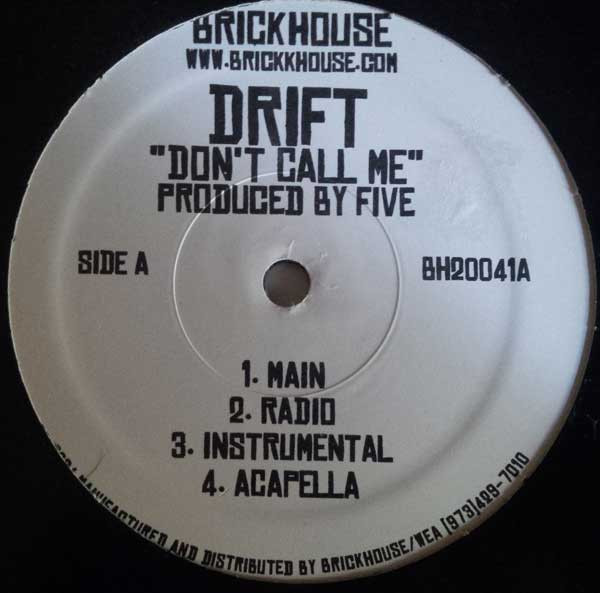 BRICKHOUSE
WWW.BRICKKHOUSE.COM
DRIFT
"DON'T CALL ME"
PRODUCED BY FIVE
SIDE A
BH20041A
1. MAIN
2. RADIO
3. INSTRUMENTAL
4. ACAPELLA
MANUFACTURED AND DISTRIBUTED BY BRICKHOUSE/WEA (973)429-7010